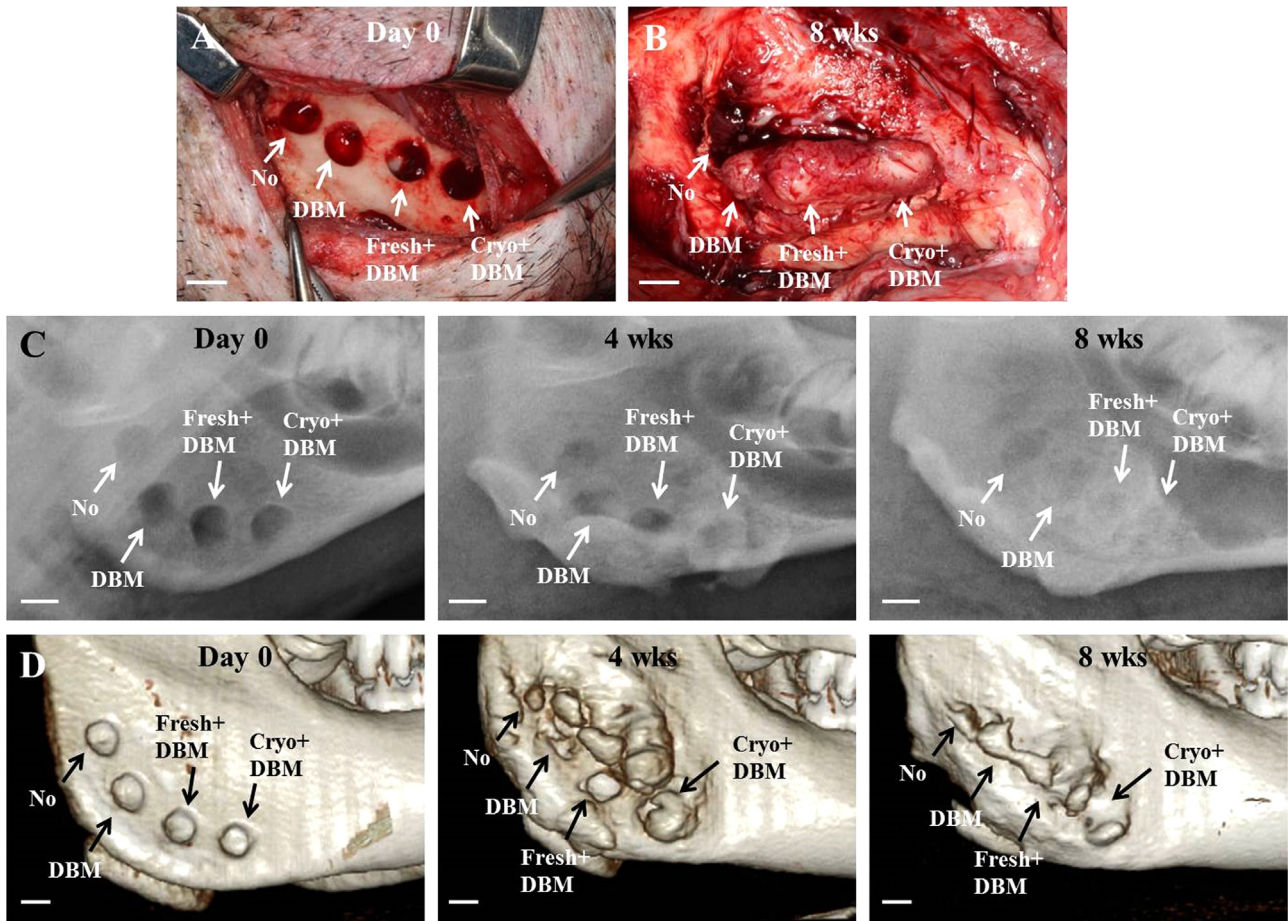 A
Day 0
No
DBM
Fresh+
DBM
Cryo+
DBM
B
8 wks
No
DBM
Fresh+
DBM
Cryo+
DBM
C
Day 0
Fresh+
DBM
Cryo+
DBM
No
DBM
4 wks
Fresh+
DBM
Cryo+
DBM
No
DBM
8 wks
Fresh+
DBM
Cryo+
DBM
No
DBM
D
Day 0
Fresh+
DBM
Cryo+
DBM
No
DBM
4 wks
Cryo+
DBM
No
DBM
Fresh+
DBM
8 wks
Cryo+
DBM
No
DBM
Fresh+
DBM